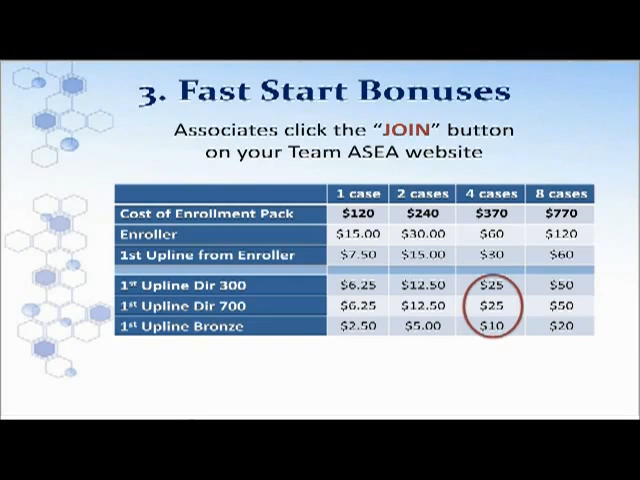 3. Fast Start Bonuses
Associates click the “JOIN” button
on your Team ASEA website
1 case 2 cases 4 cases 8 cases
Cost of Enrollment Pack $120 $240 $370 $770
Enroller $15.00 $30.00 $60 $120
1st Upline from Enroller $7.50 $15.00 $30 $60
1st Upline Dir 300 $6.25 $12.50 $25 $50
1st Upline Dir 700 $6.25 $12.50 $25 $50
1st Upline Bronze $2.50 $5.00 $10 $20